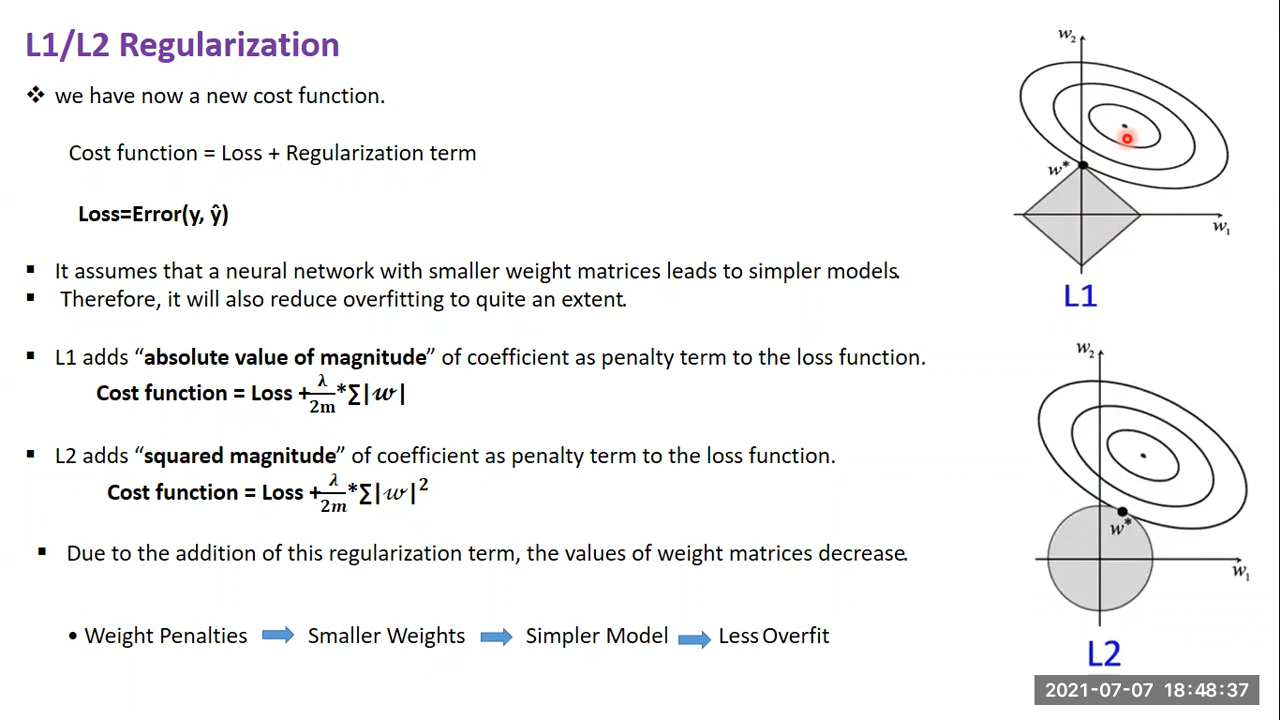 L1/L2 Regularization
❖ we have now a new cost function.
Cost function = Loss + Regularization term
Loss=Error(y, ŷ)
▪ It assumes that a neural network with smaller weight matrices leads to simpler models.
▪ Therefore, it will also reduce overfitting to quite an extent.
▪ L1 adds “absolute value of magnitude” of coefficient as penalty term to the loss function.
Cost function = Loss + λ/2m * ∑|w|
▪ L2 adds “squared magnitude” of coefficient as penalty term to the loss function.
Cost function = Loss + λ/2m * ∑|w|²
▪ Due to the addition of this regularization term, the values of weight matrices decrease.
• Weight Penalties ➡ Smaller Weights ➡ Simpler Model ➡ Less Overfit
w₂
w*
w₁
L1
w₂
w*
w₁
L2
2021-07-07 18:48:37